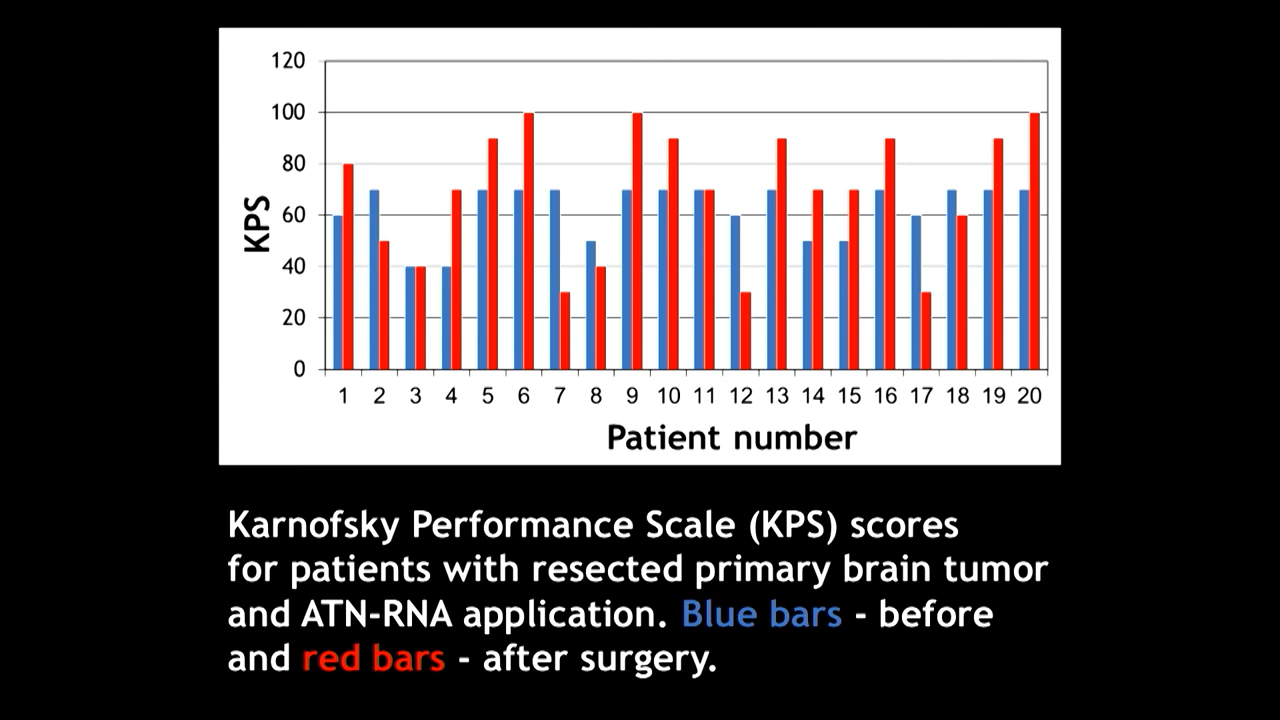 120
100
80
60
40
20
0
KPS
1 2 3 4 5 6 7 8 9 10 11 12 13 14 15 16 17 18 19 20
Patient number
Karnofsky Performance Scale (KPS) scores
for patients with resected primary brain tumor
and ATN-RNA application. Blue bars - before
and red bars - after surgery.